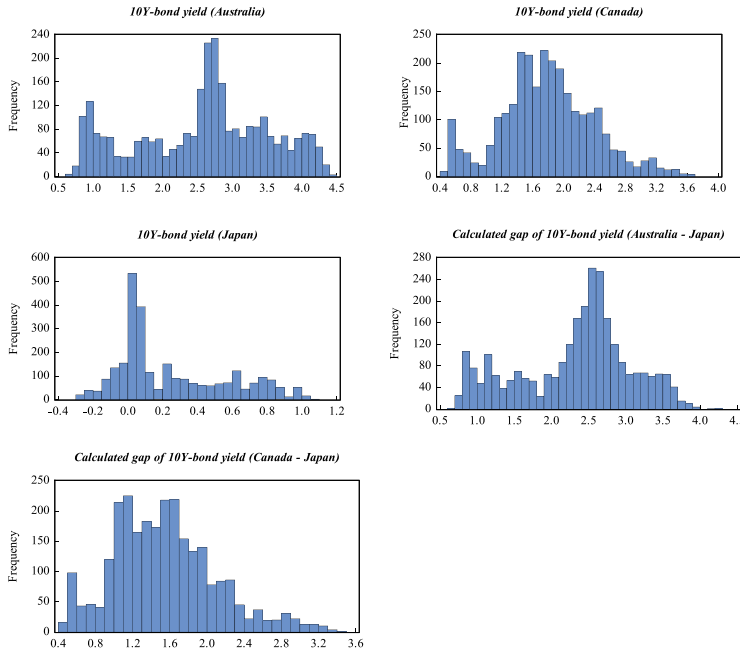 10Y-bond yield (Australia)
Frequency
240
200
160
120
80
40
0
0.5 1.0 1.5 2.0 2.5 3.0 3.5 4.0 4.5
10Y-bond yield (Canada)
Frequency
250
200
150
100
50
0
0.4 0.8 1.2 1.6 2.0 2.4 2.8 3.2 4.0
10Y-bond yield (Japan)
Frequency
600
500
400
300
200
100
0
-0.4 -0.2 0.0 0.2 0.4 0.6 0.8 1.0 1.2
Calculated gap of 10Y-bond yield (Australia - Japan)
Frequency
280
240
200
160
120
80
40
0
0.5 1.0 1.5 2.0 2.5 3.0 3.5 4.0
Calculated gap of 10Y-bond yield (Canada - Japan)
Frequency
250
200
150
100
50
0
0.4 0.8 1.2 1.6 2.0 2.4 2.8 3.2 3.6